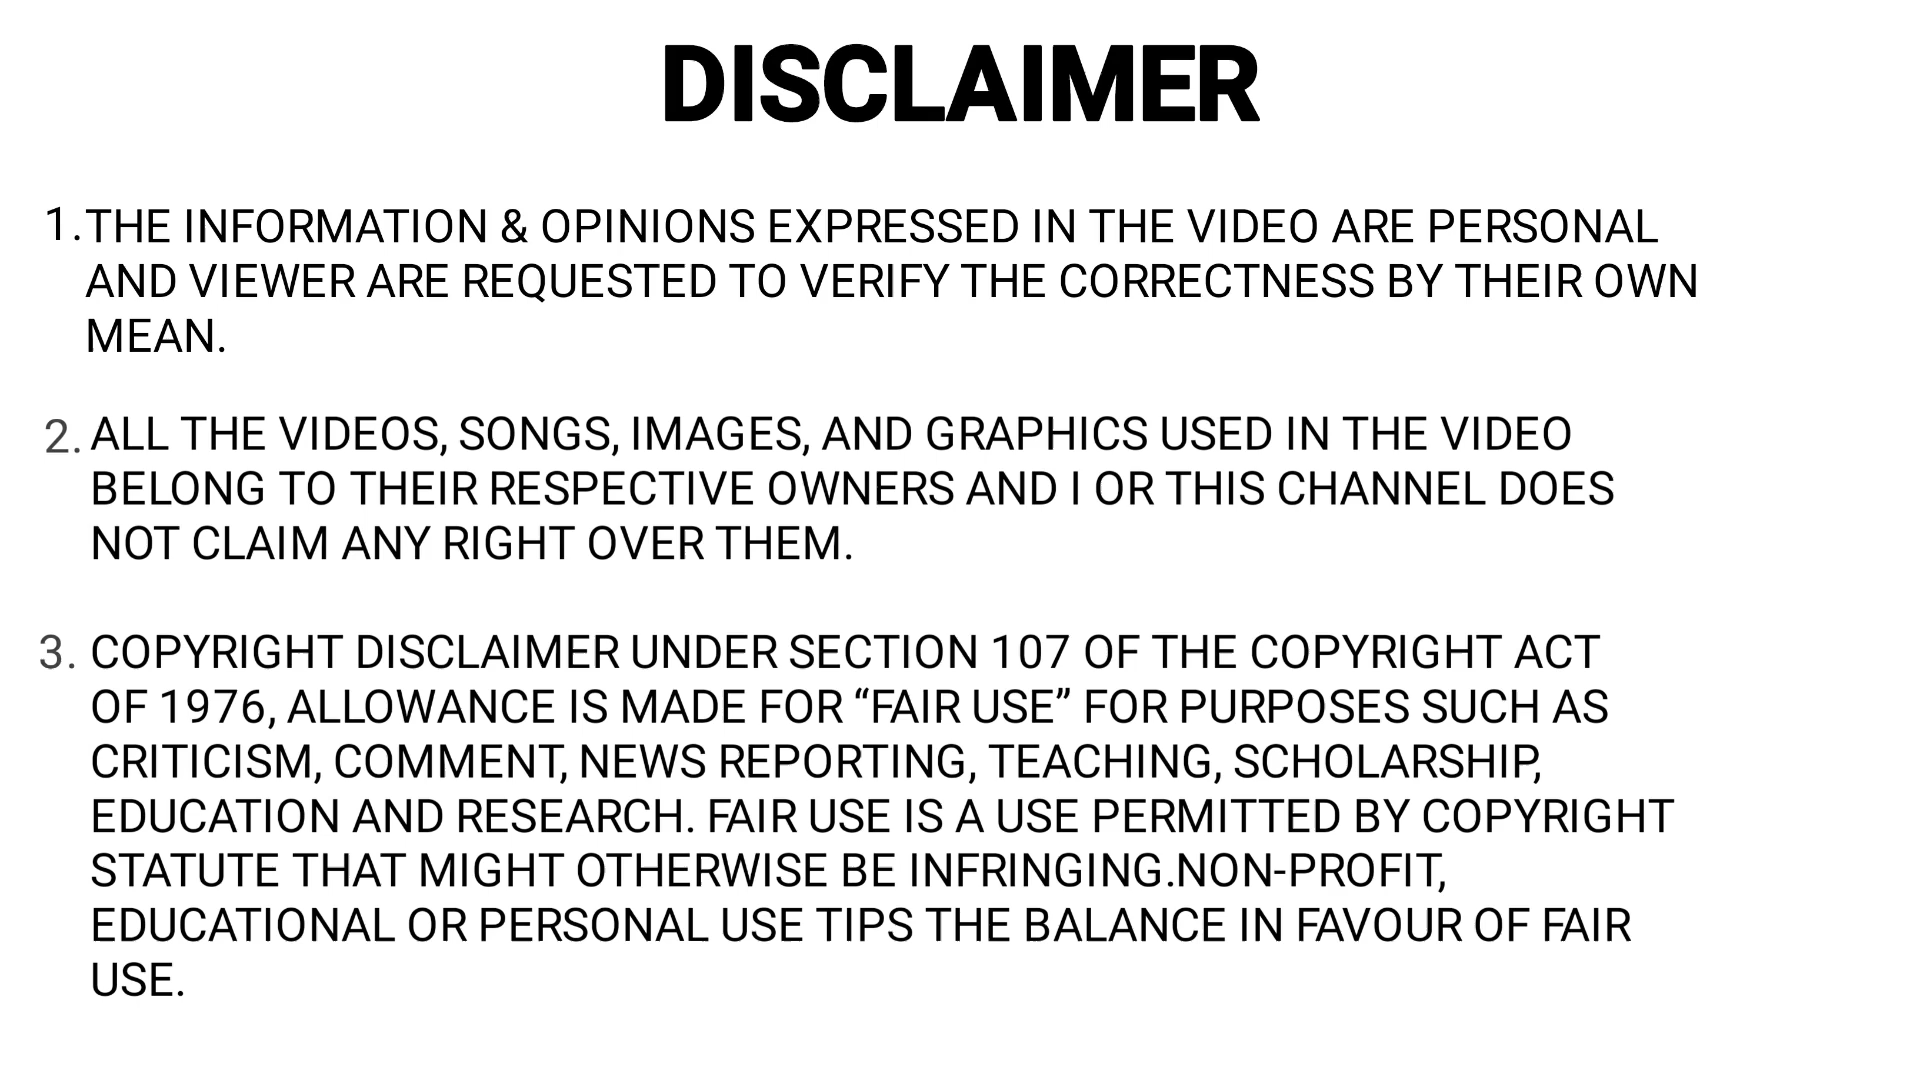 DISCLAIMER
1. THE INFORMATION & OPINIONS EXPRESSED IN THE VIDEO ARE PERSONAL
AND VIEWER ARE REQUESTED TO VERIFY THE CORRECTNESS BY THEIR OWN
MEAN.
2. ALL THE VIDEOS, SONGS, IMAGES, AND GRAPHICS USED IN THE VIDEO
BELONG TO THEIR RESPECTIVE OWNERS AND I OR THIS CHANNEL DOES
NOT CLAIM ANY RIGHT OVER THEM.
3. COPYRIGHT DISCLAIMER UNDER SECTION 107 OF THE COPYRIGHT ACT
OF 1976, ALLOWANCE IS MADE FOR “FAIR USE” FOR PURPOSES SUCH AS
CRITICISM, COMMENT, NEWS REPORTING, TEACHING, SCHOLARSHIP,
EDUCATION AND RESEARCH. FAIR USE IS A USE PERMITTED BY COPYRIGHT
STATUTE THAT MIGHT OTHERWISE BE INFRINGING.NON-PROFIT,
EDUCATIONAL OR PERSONAL USE TIPS THE BALANCE IN FAVOUR OF FAIR
USE.